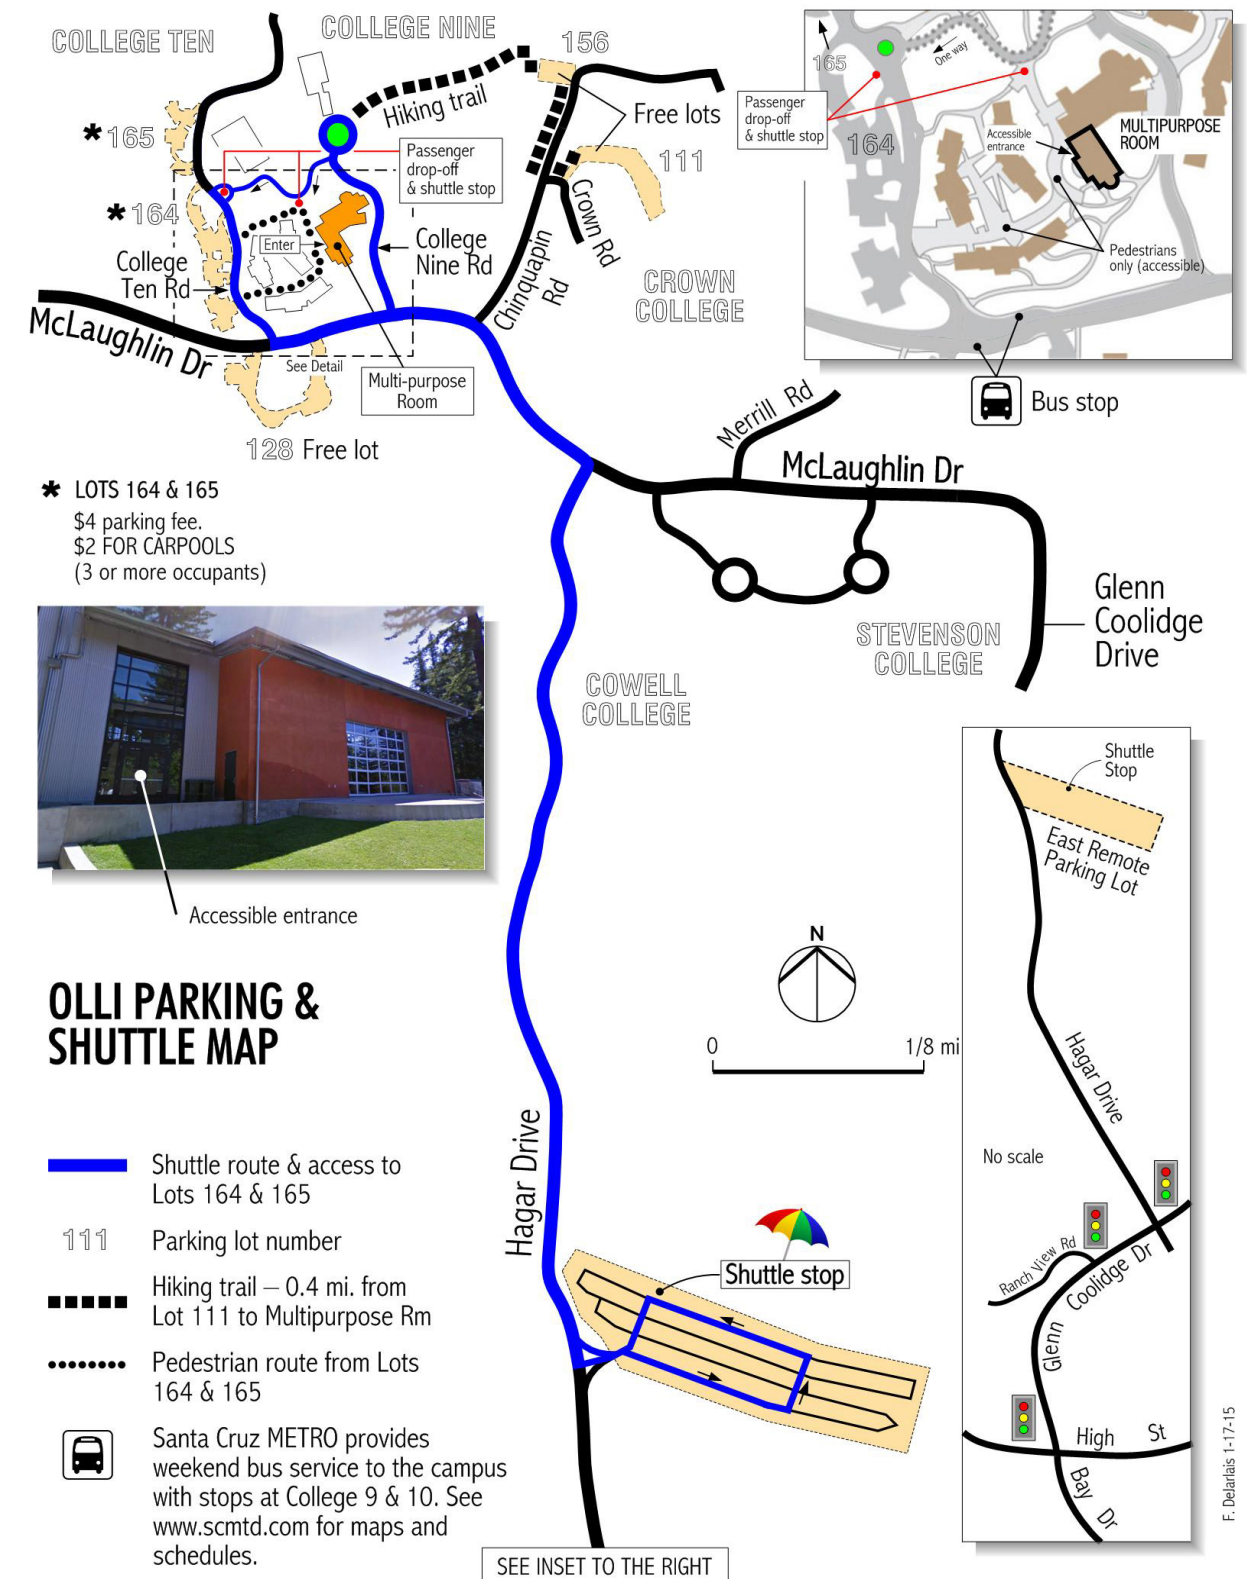 COLLEGE TEN
COLLEGE NINE
156
Hiking trail
Free lots
* 165
111
Passenger
drop-off
& shuttle stop
* 164
Enter
College
Ten Rd
College
Nine Rd
Crown Rd
Chinquapin
Rd
CROWN
COLLEGE
McLaughlin Dr
See Detail
Multi-purpose
Room
128 Free lot
165
One way
Passenger
drop-off
& shuttle stop
164
Accessible
entrance
MULTIPURPOSE
ROOM
Pedestrians
only (accessible)
Bus stop
Merrill Rd
McLaughlin Dr
* LOTS 164 & 165
$4 parking fee.
$2 FOR CARPOOLS
(3 or more occupants)
Glenn
Coolidge
Drive
STEVENSON
COLLEGE
COWELL
COLLEGE
Accessible entrance
Shuttle
Stop
East Remote
Parking Lot
N
0 1/8 mi
OLLI PARKING &
SHUTTLE MAP
Hagar Drive
No scale
Ranch View Rd
Glenn Coolidge Dr
High St
Bay Dr
Hagar Drive
Shuttle stop
Shuttle route & access to
Lots 164 & 165
111 Parking lot number
Hiking trail – 0.4 mi. from
Lot 111 to Multipurpose Rm
Pedestrian route from Lots
164 & 165
Santa Cruz METRO provides
weekend bus service to the campus
with stops at College 9 & 10. See
www.scmtd.com for maps and
schedules.
SEE INSET TO THE RIGHT
F. Delarlais 1-17-15